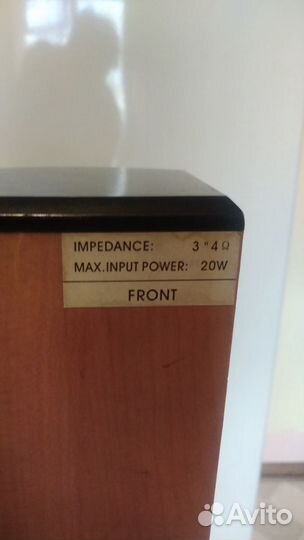 IMPEDANCE: 3"4Ω
MAX.INPUT POWER: 20W
FRONT
Avito